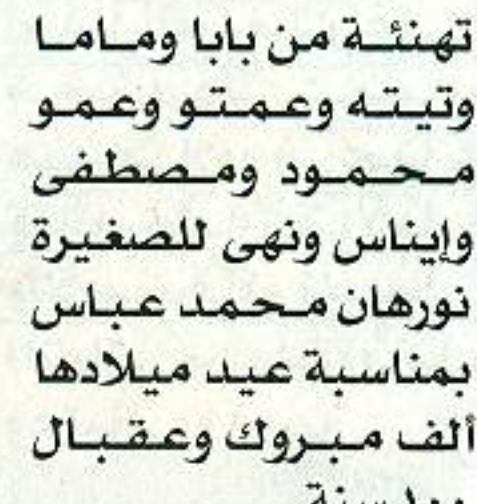 تهنئة من بابا وماما
وتيته وعمتو وعمو
محمود ومصطفى
وإيناس ونهى للصغيرة
نورهان محمد عباس
بمناسبة عيد ميلادها
ألف مبروك وعقبال
سنة